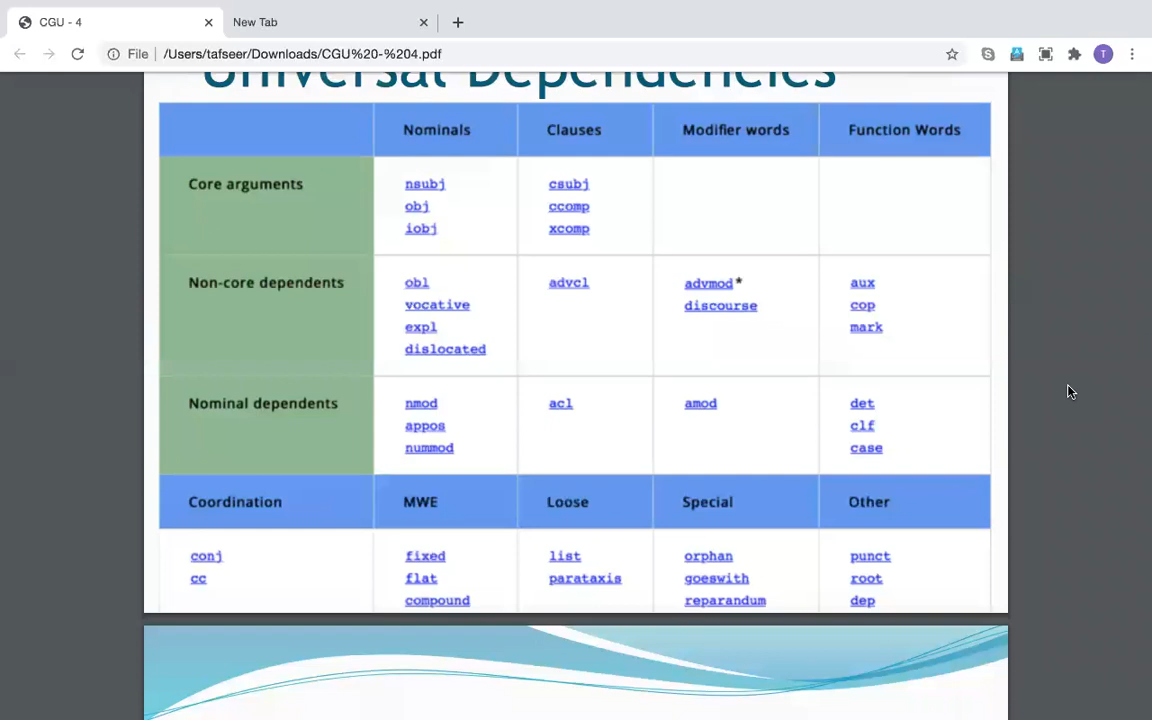 CGU - 4
New Tab
File
/Users/tafseer/Downloads/CGU%20-%204.pdf
T
Universal Dependencies
Nominals Clauses Modifier words Function Words
Core arguments nsubj csubj
obj ccomp
iobj xcomp
Non-core dependents obl advcl advmod* aux
vocative discourse cop
expl mark
dislocated
Nominal dependents nmod acl amod det
appos clf
nummod case
Coordination MWE Loose Special Other
conj fixed list orphan punct
cc flat parataxis goeswith root
compound reparandum dep